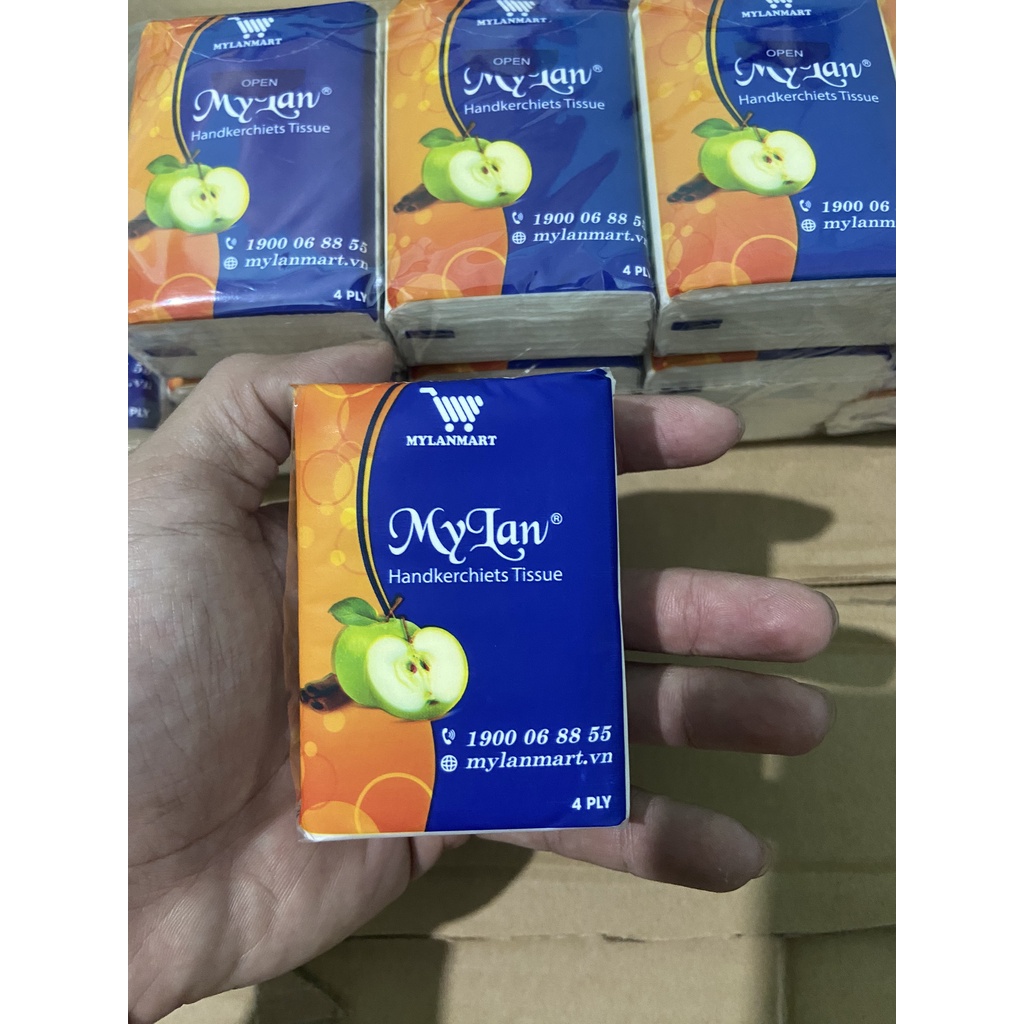 MYLANMART
OPEN
MyLan®
Handkerchiets Tissue
1900 06 88 55
mylanmart.vn
4 PLY
MYLANMART
OPEN
MyLan®
Handkerchiets Tissue
1900 06 88 55
mylanmart.vn
4 PLY
MYLANMART
OPEN
MyLan®
Handkerchiets Tissue
1900 06
mylanm
MYLANMART
MyLan®
Handkerchiets Tissue
1900 06 88 55
mylanmart.vn
4 PLY